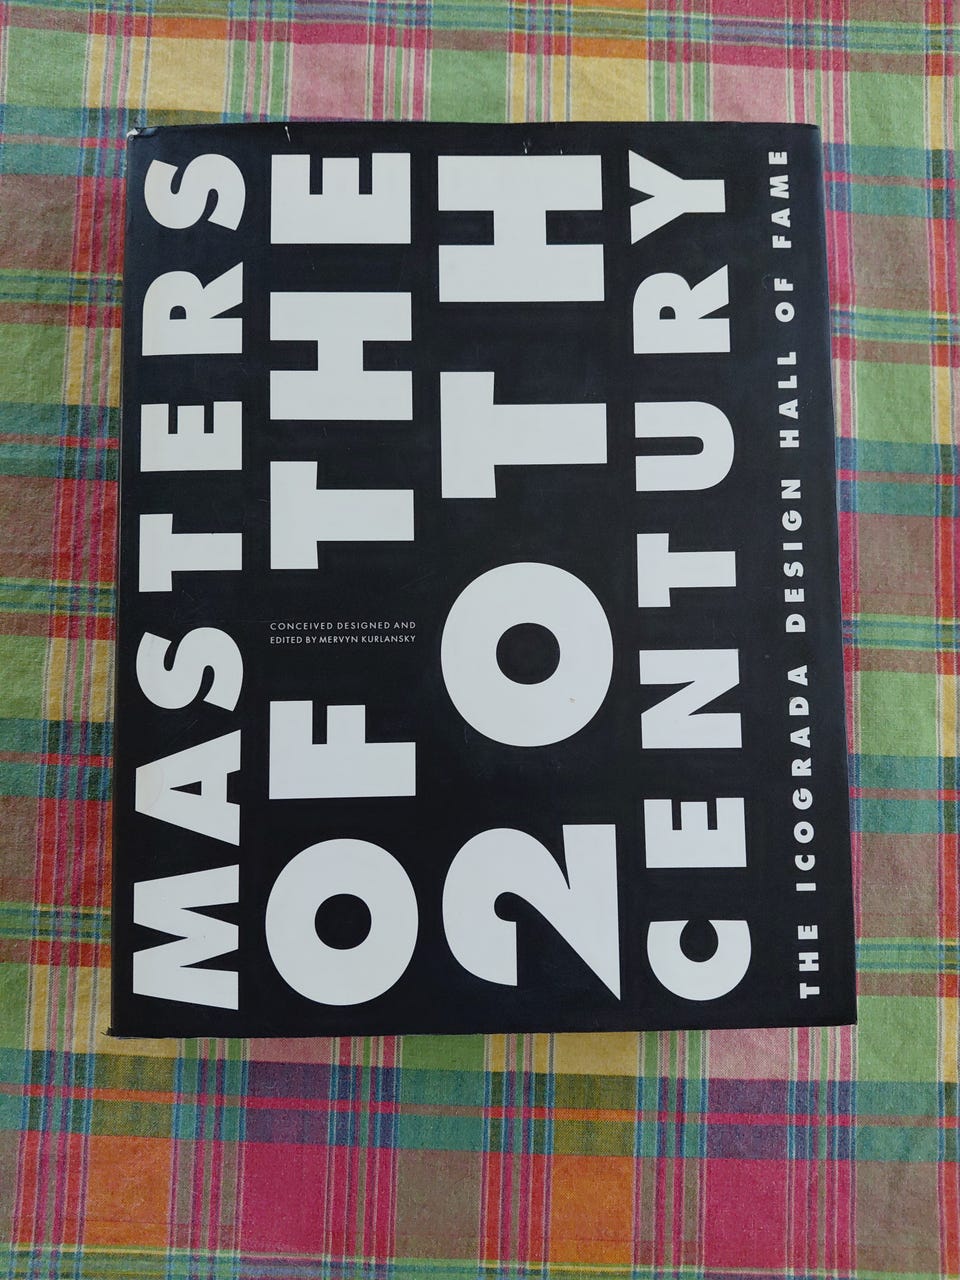 MASTERS
OF THE
20TH
CENTURY
THE ICOGRADA DESIGN HALL OF FAME
CONCEIVED DESIGNED AND
EDITED BY MERVYN KURLANSKY